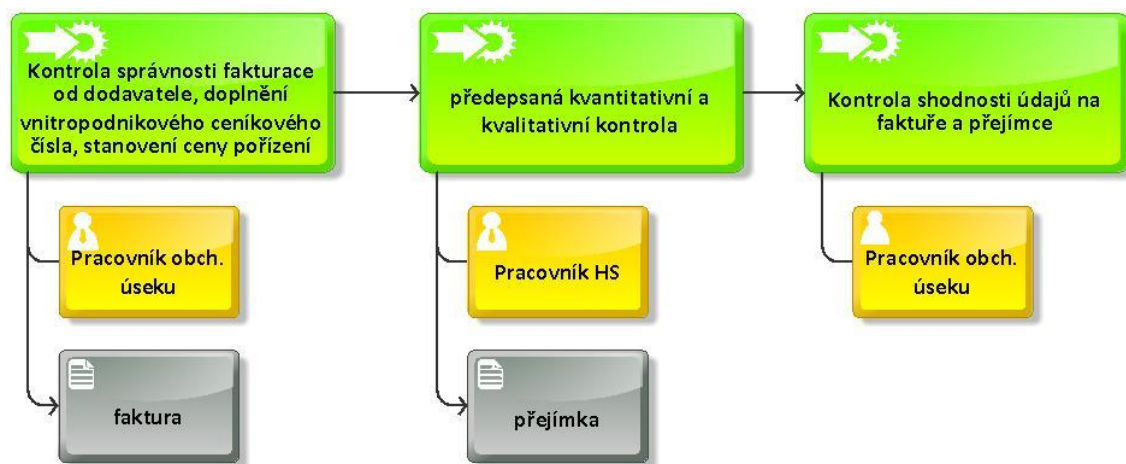 Kontrola správnosti fakturace
od dodavatele, doplnění
vnitropodnikového ceníkového
čísla, stanovení ceny pořízení
předepsaná kvantitativní a
kvalitativní kontrola
Kontrola shodnosti údajů na
faktuře a přejímce
Pracovník obch.
úseku
Pracovník HS
Pracovník obch.
úseku
faktura
přejímka